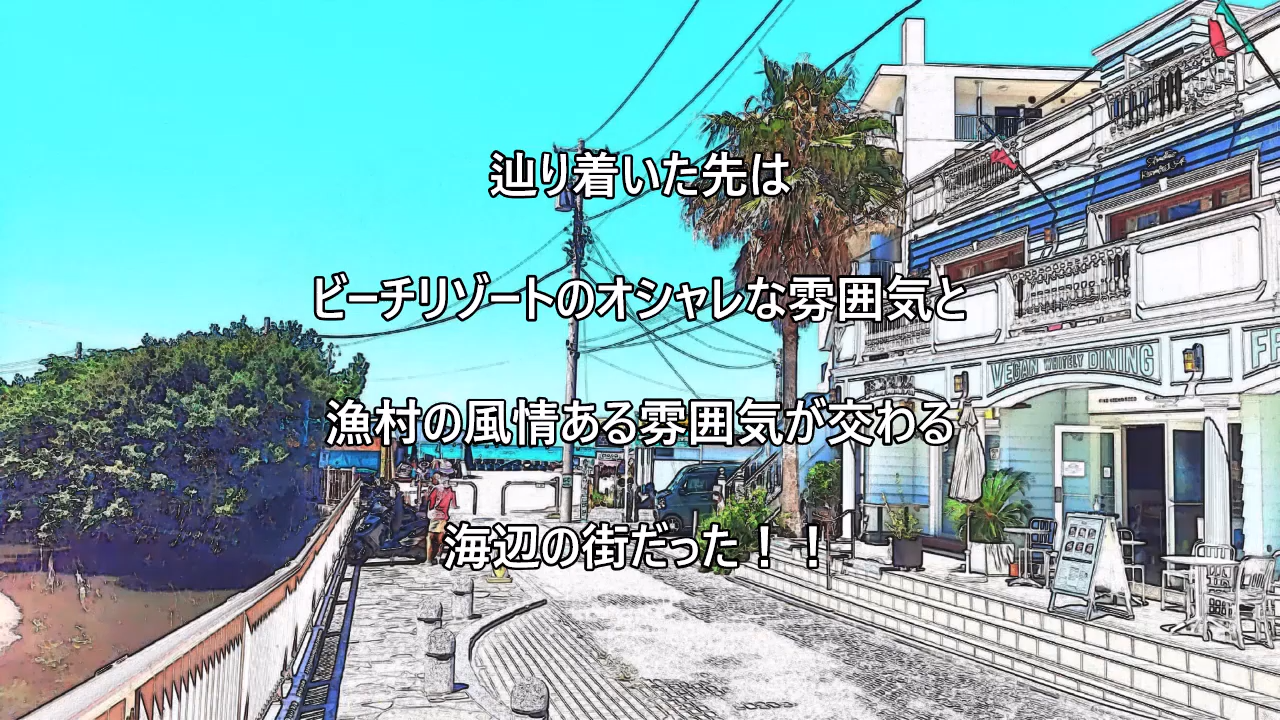 辿り着いた先は
ビーチリゾートのオシャレな雰囲気と
漁村の風情ある雰囲気が交わる
海辺の街だった！！
VEGAN WHITELY DINING